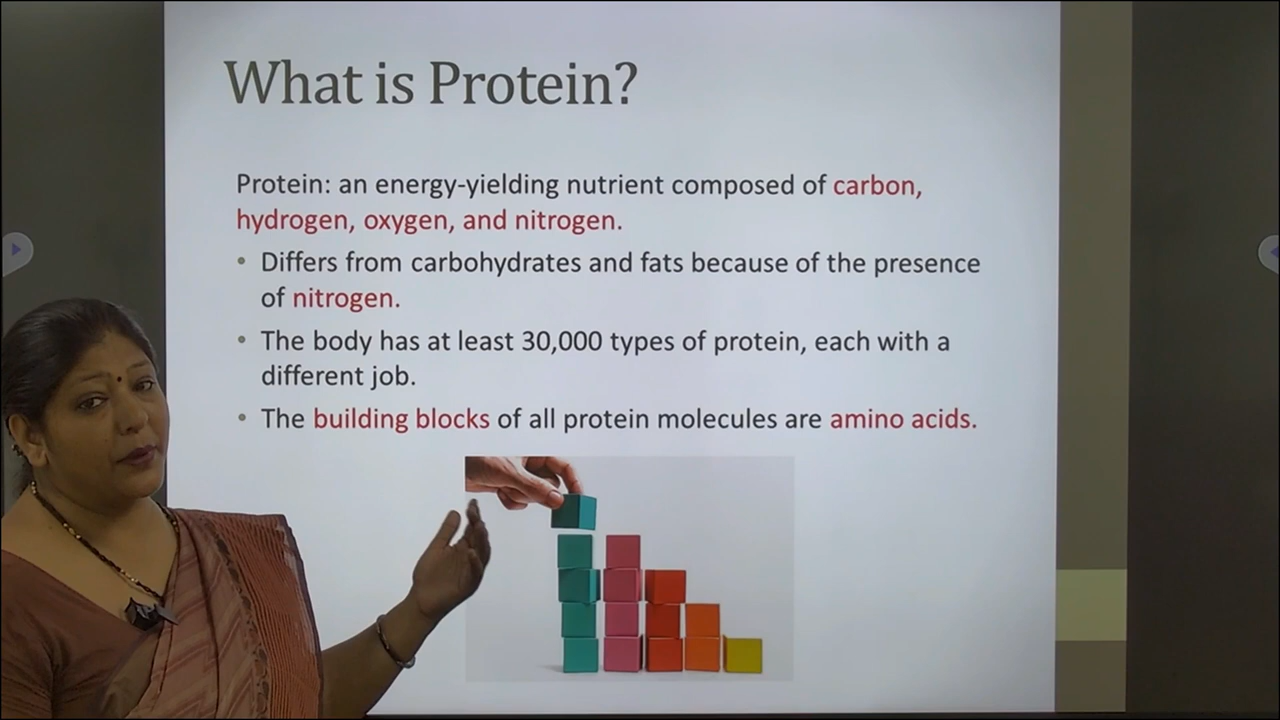 What is Protein?
Protein: an energy-yielding nutrient composed of carbon,
hydrogen, oxygen, and nitrogen.
• Differs from carbohydrates and fats because of the presence
of nitrogen.
• The body has at least 30,000 types of protein, each with a
different job.
• The building blocks of all protein molecules are amino acids.